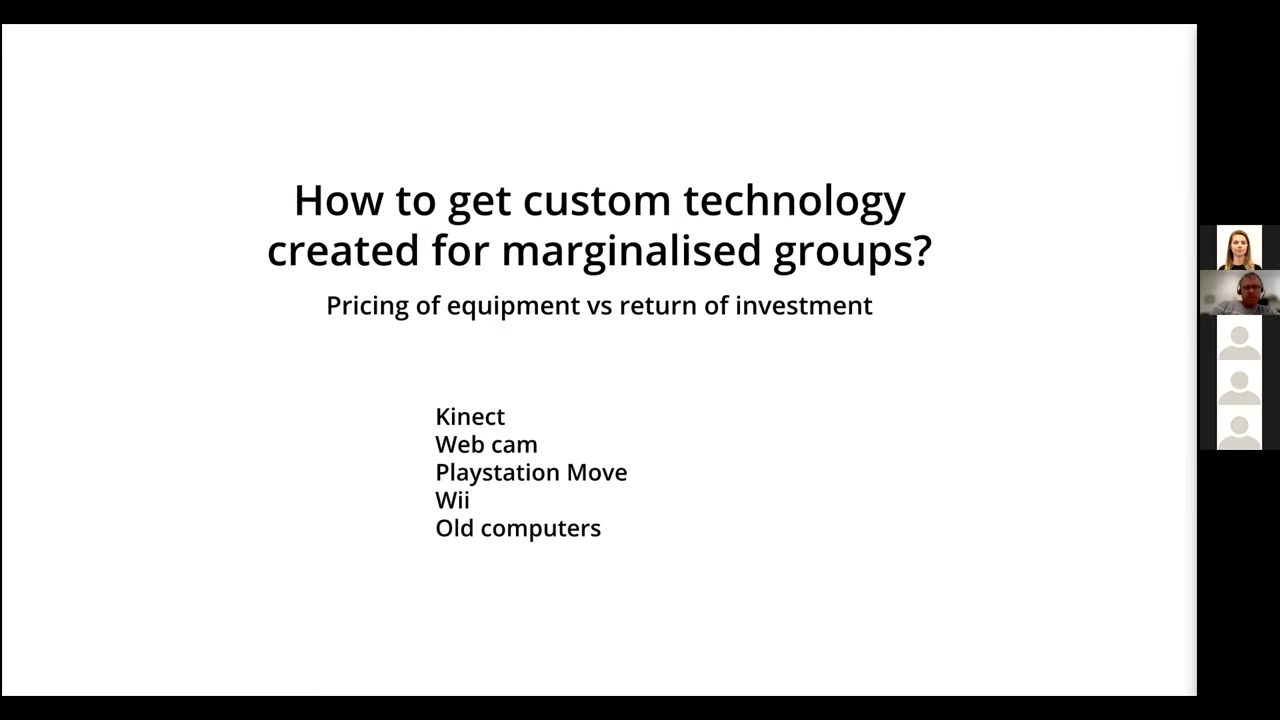 How to get custom technology
created for marginalised groups?
Pricing of equipment vs return of investment
Kinect
Web cam
Playstation Move
Wii
Old computers